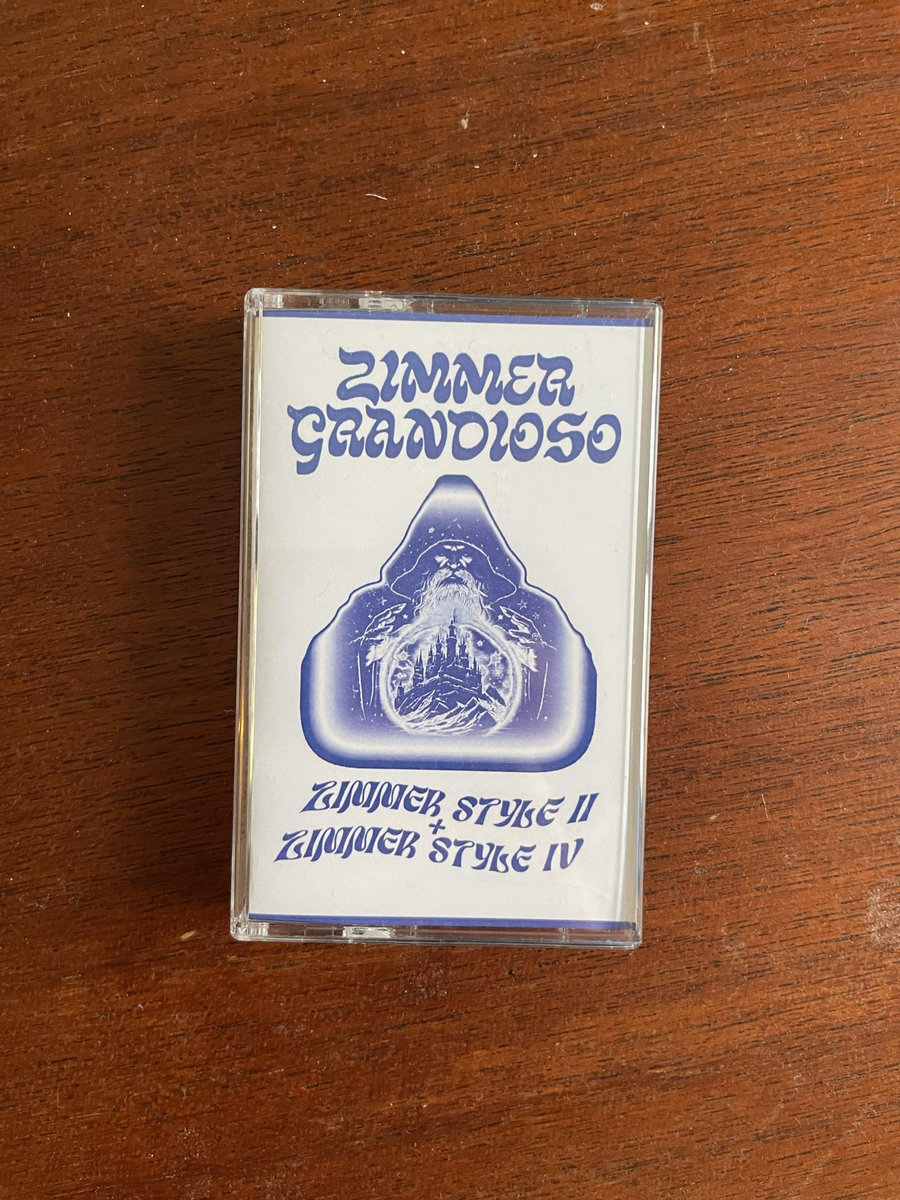 ZIMMER
GRANDIOSO
ZIMMER STYLE II
+
ZIMMER STYLE IV